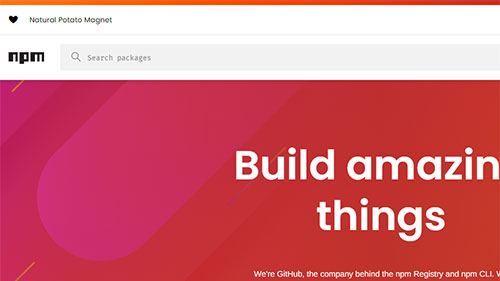 Natural Potato Magnet
npm
Search packages
Build amazin
things
We're GitHub, the company behind the npm Registry and npm CLI. W